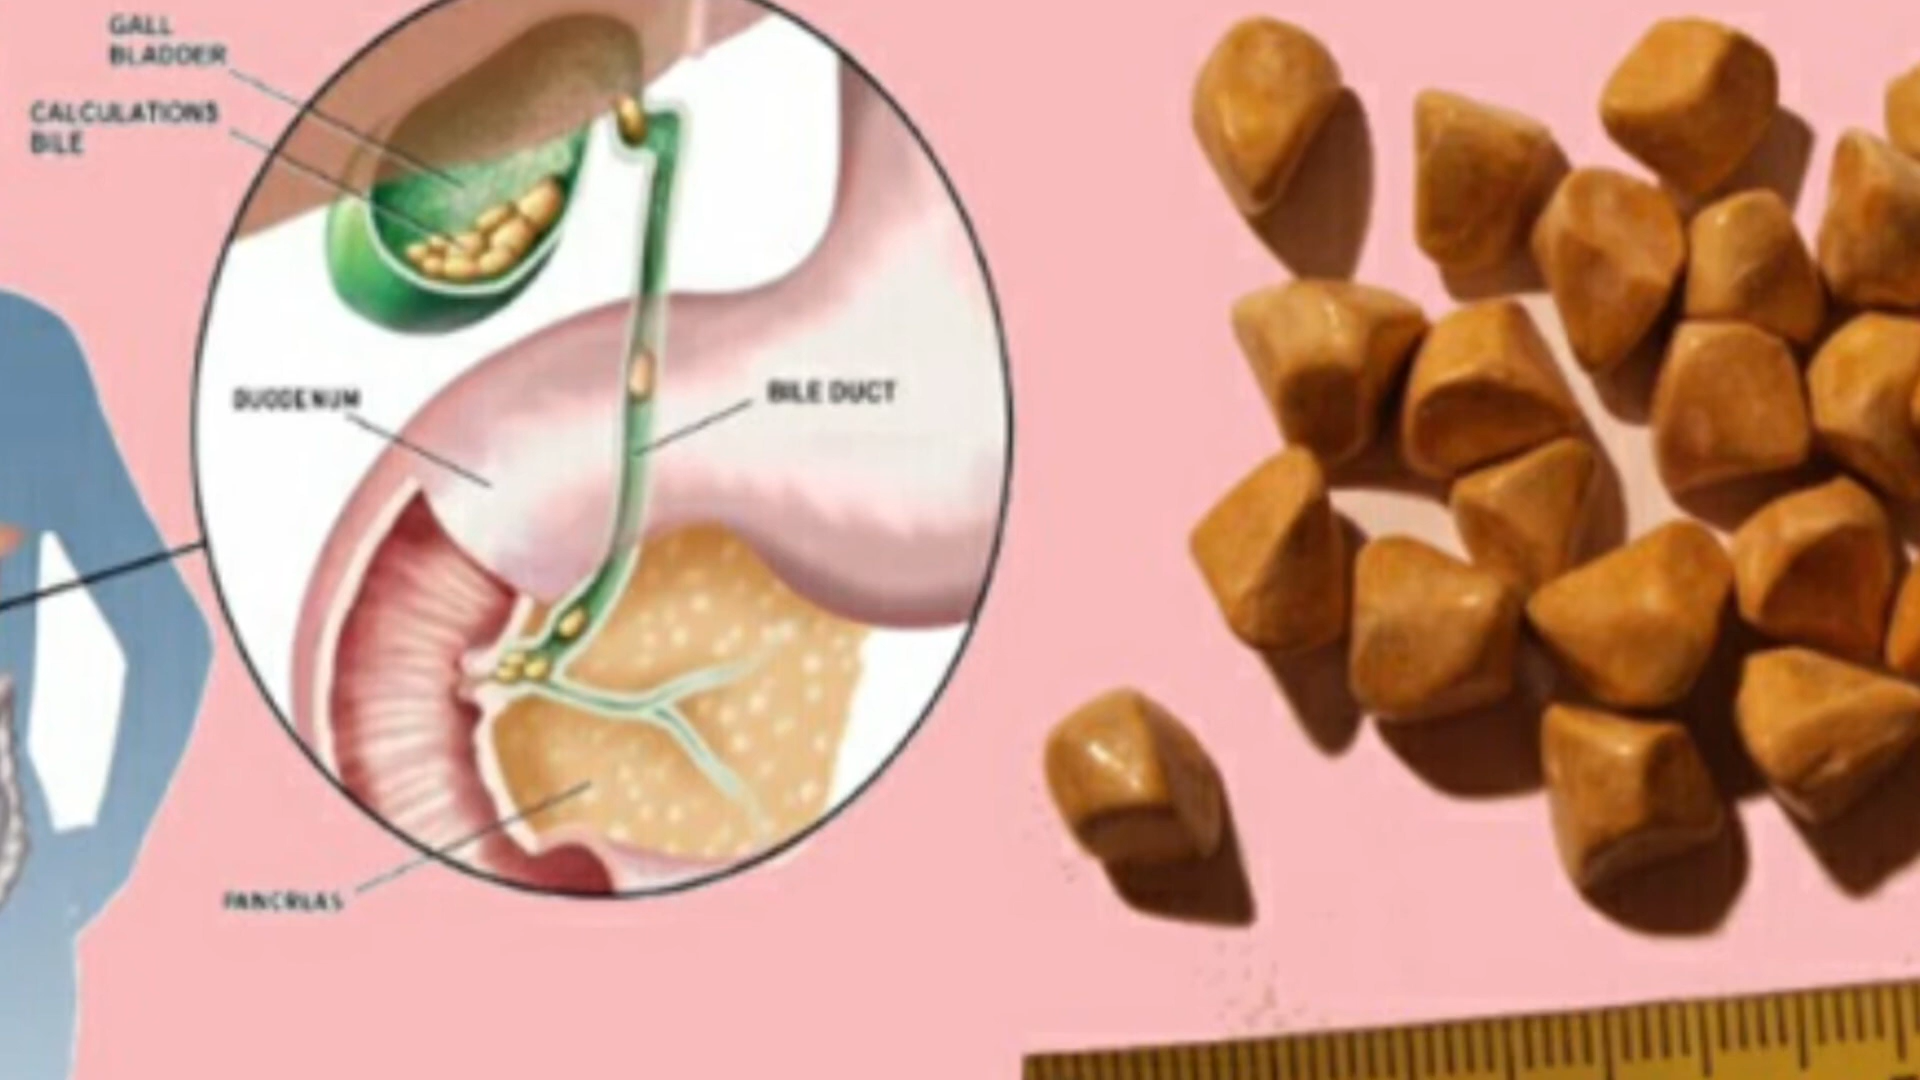 GALL
BLADDER
CALCULATIONS
BILE
DUODENUM
BILE DUCT
PANCREAS